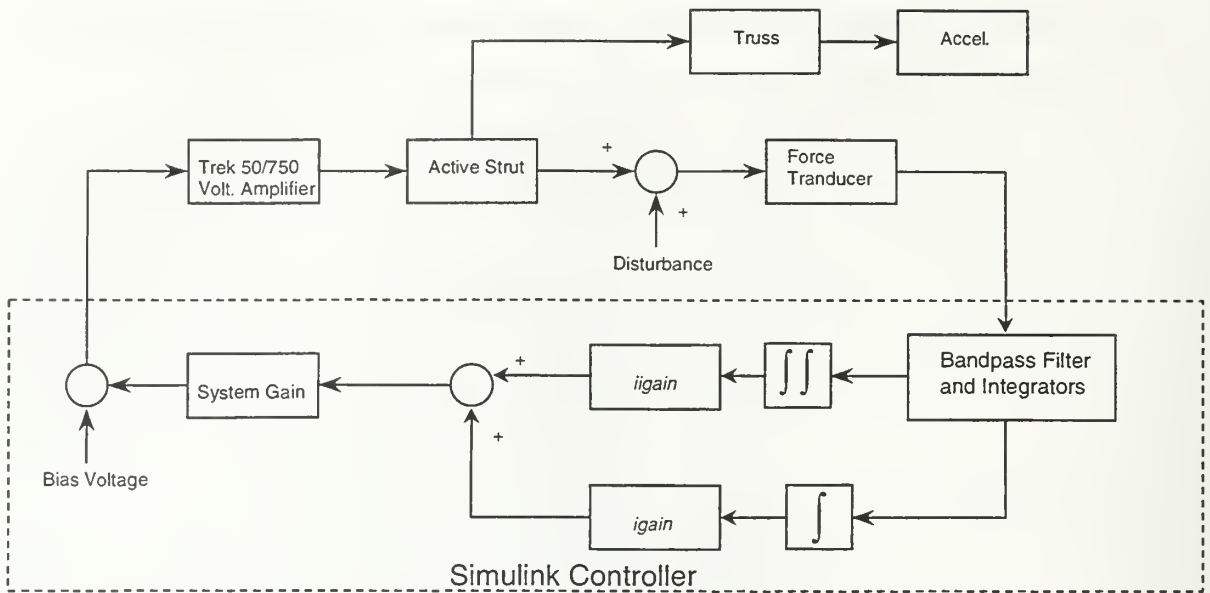 Truss
Accel.
Trek 50/750
Volt. Amplifier
Active Strut
+
Force
Tranducer
+
Disturbance
System Gain
+
iigain
∫∫
Bandpass Filter
and Integrators
+
Bias Voltage
igain
∫
Simulink Controller